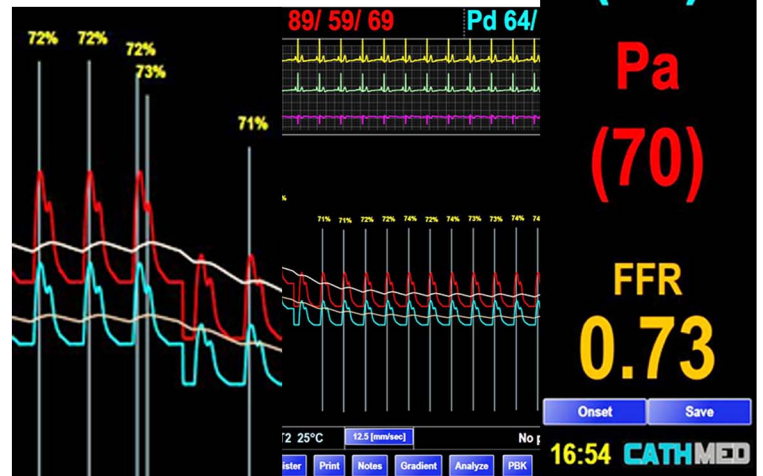 72%
72%
72%
73%
71%
89/ 59/ 69
Pd 64/
71%
71%
72%
72%
74%
72%
74%
73%
73%
74%
74
T2 25°C
12.5 [mm/sec]
No p
ister
Print
Notes
Gradient
Analyze
PBK
Pa
(70)
FFR
0.73
Onset
Save
16:54
CATHMED